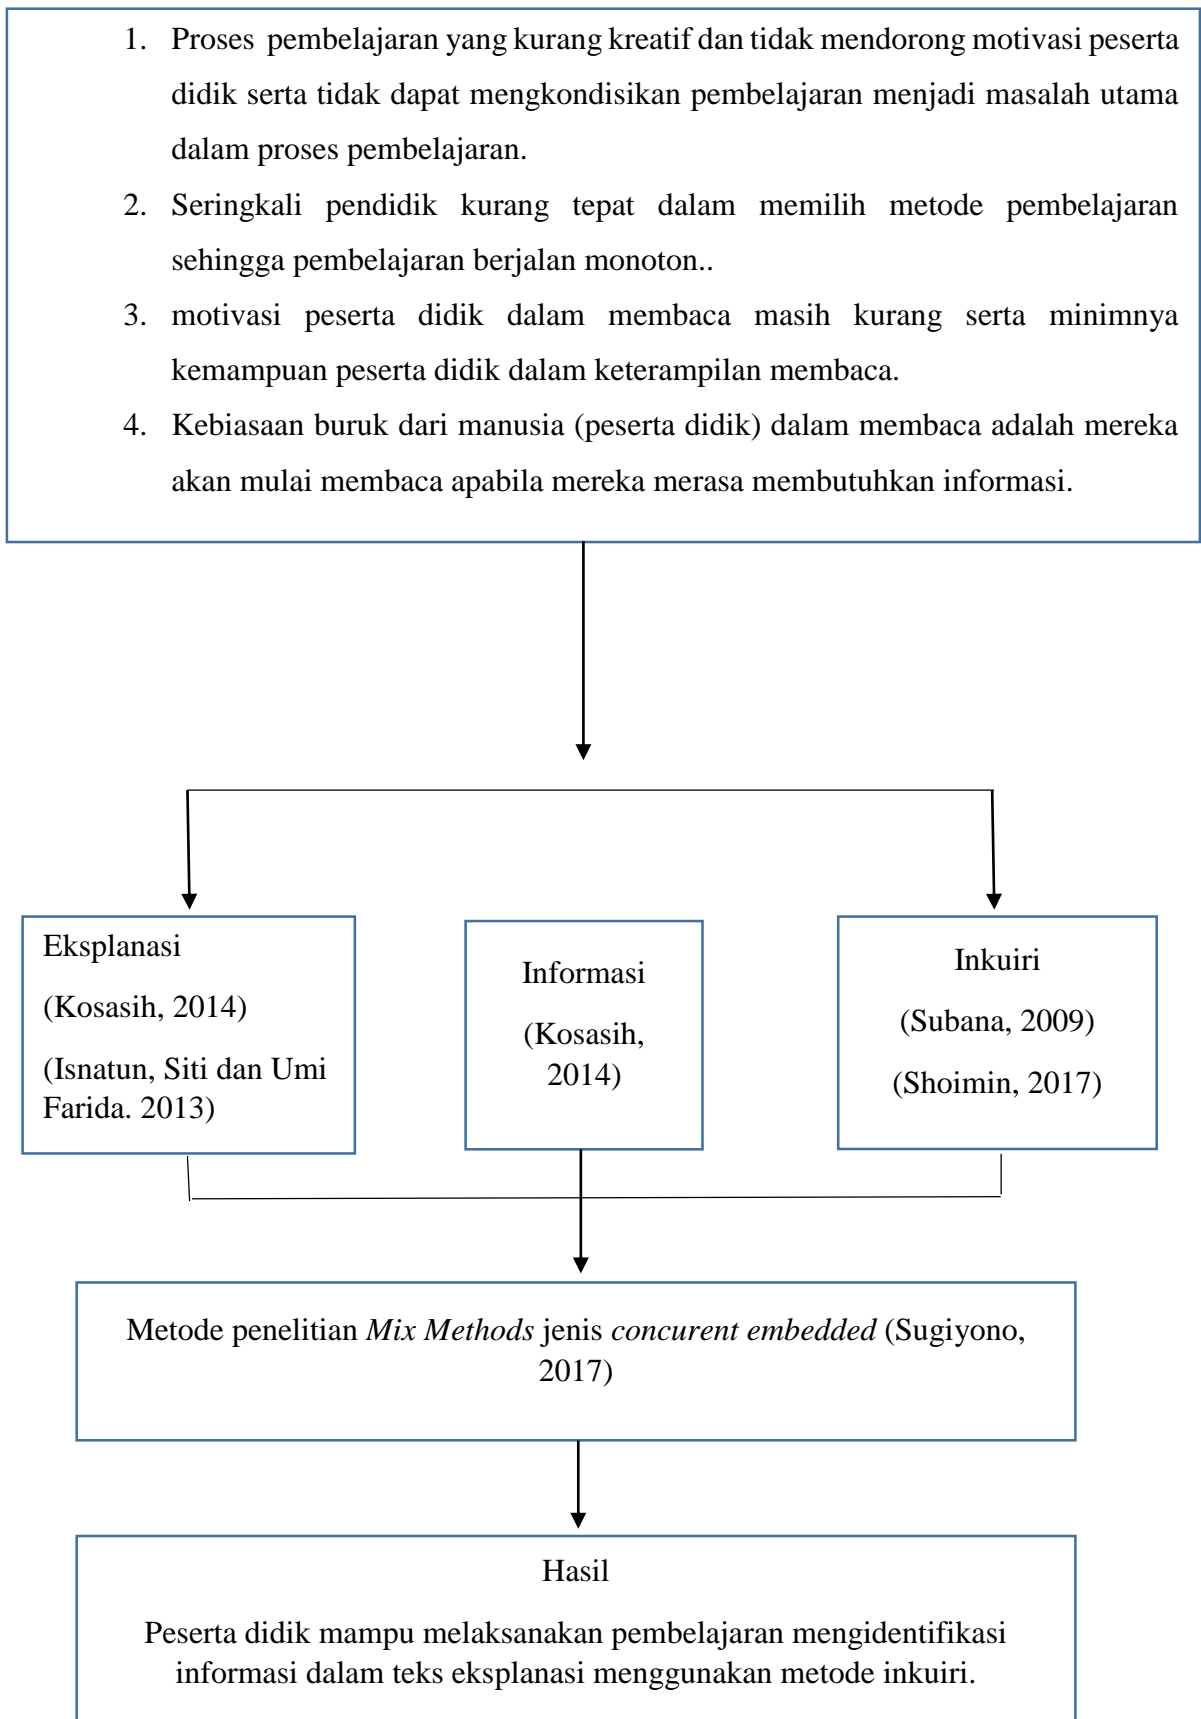 1. Proses pembelajaran yang kurang kreatif dan tidak mendorong motivasi peserta
didik serta tidak dapat mengkondisikan pembelajaran menjadi masalah utama
dalam proses pembelajaran.
2. Seringkali pendidik kurang tepat dalam memilih metode pembelajaran
sehingga pembelajaran berjalan monoton..
3. motivasi peserta didik dalam membaca masih kurang serta minimnya
kemampuan peserta didik dalam keterampilan membaca.
4. Kebiasaan buruk dari manusia (peserta didik) dalam membaca adalah mereka
akan mulai membaca apabila mereka merasa membutuhkan informasi.
Eksplanasi
(Kosasih, 2014)
(Isnatun, Siti dan Umi
Farida. 2013)
Informasi
(Kosasih,
2014)
Inkuiri
(Subana, 2009)
(Shoimin, 2017)
Metode penelitian Mix Methods jenis concurent embedded (Sugiyono,
2017)
Hasil
Peserta didik mampu melaksanakan pembelajaran mengidentifikasi
informasi dalam teks eksplanasi menggunakan metode inkuiri.